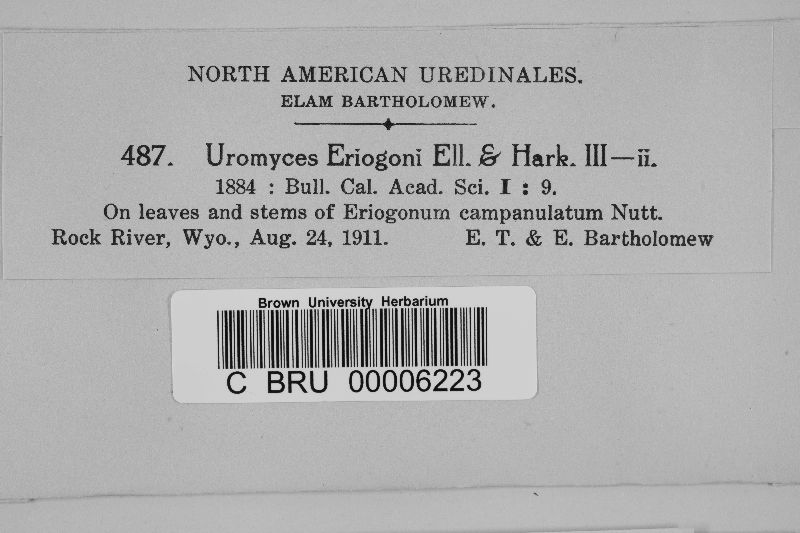 NORTH AMERICAN UREDINALES.
ELAM BARTHOLOMEW.
487. Uromyces Eriogoni Ell. & Hark. III—ii.
1884 : Bull. Cal. Acad. Sci. I : 9.
On leaves and stems of Eriogonum campanulatum Nutt.
Rock River, Wyo., Aug. 24, 1911. E. T. & E. Bartholomew
Brown University Herbarium
C BRU 00006223